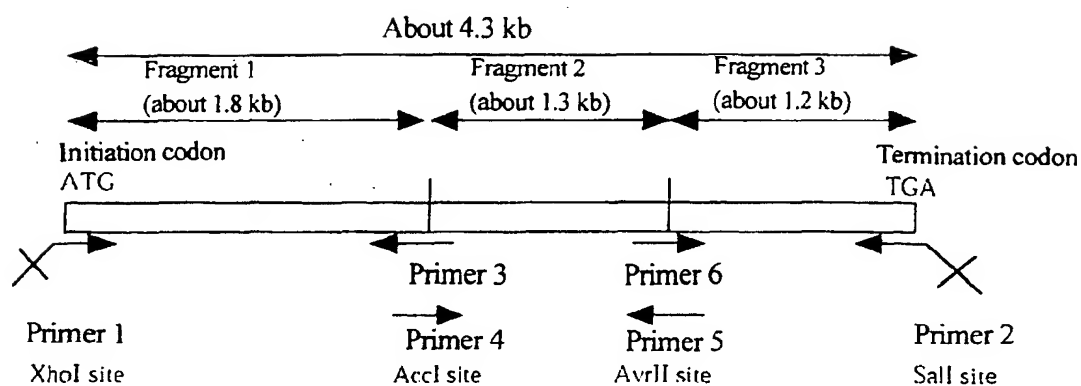 About 4.3 kb
Fragment 1 Fragment 2 Fragment 3
(about 1.8 kb) (about 1.3 kb) (about 1.2 kb)
Initiation codon Termination codon
ATG TGA
Primer 3 Primer 6
Primer 1 Primer 4 Primer 5 Primer 2
XhoI site AccI site AvrII site SalI site